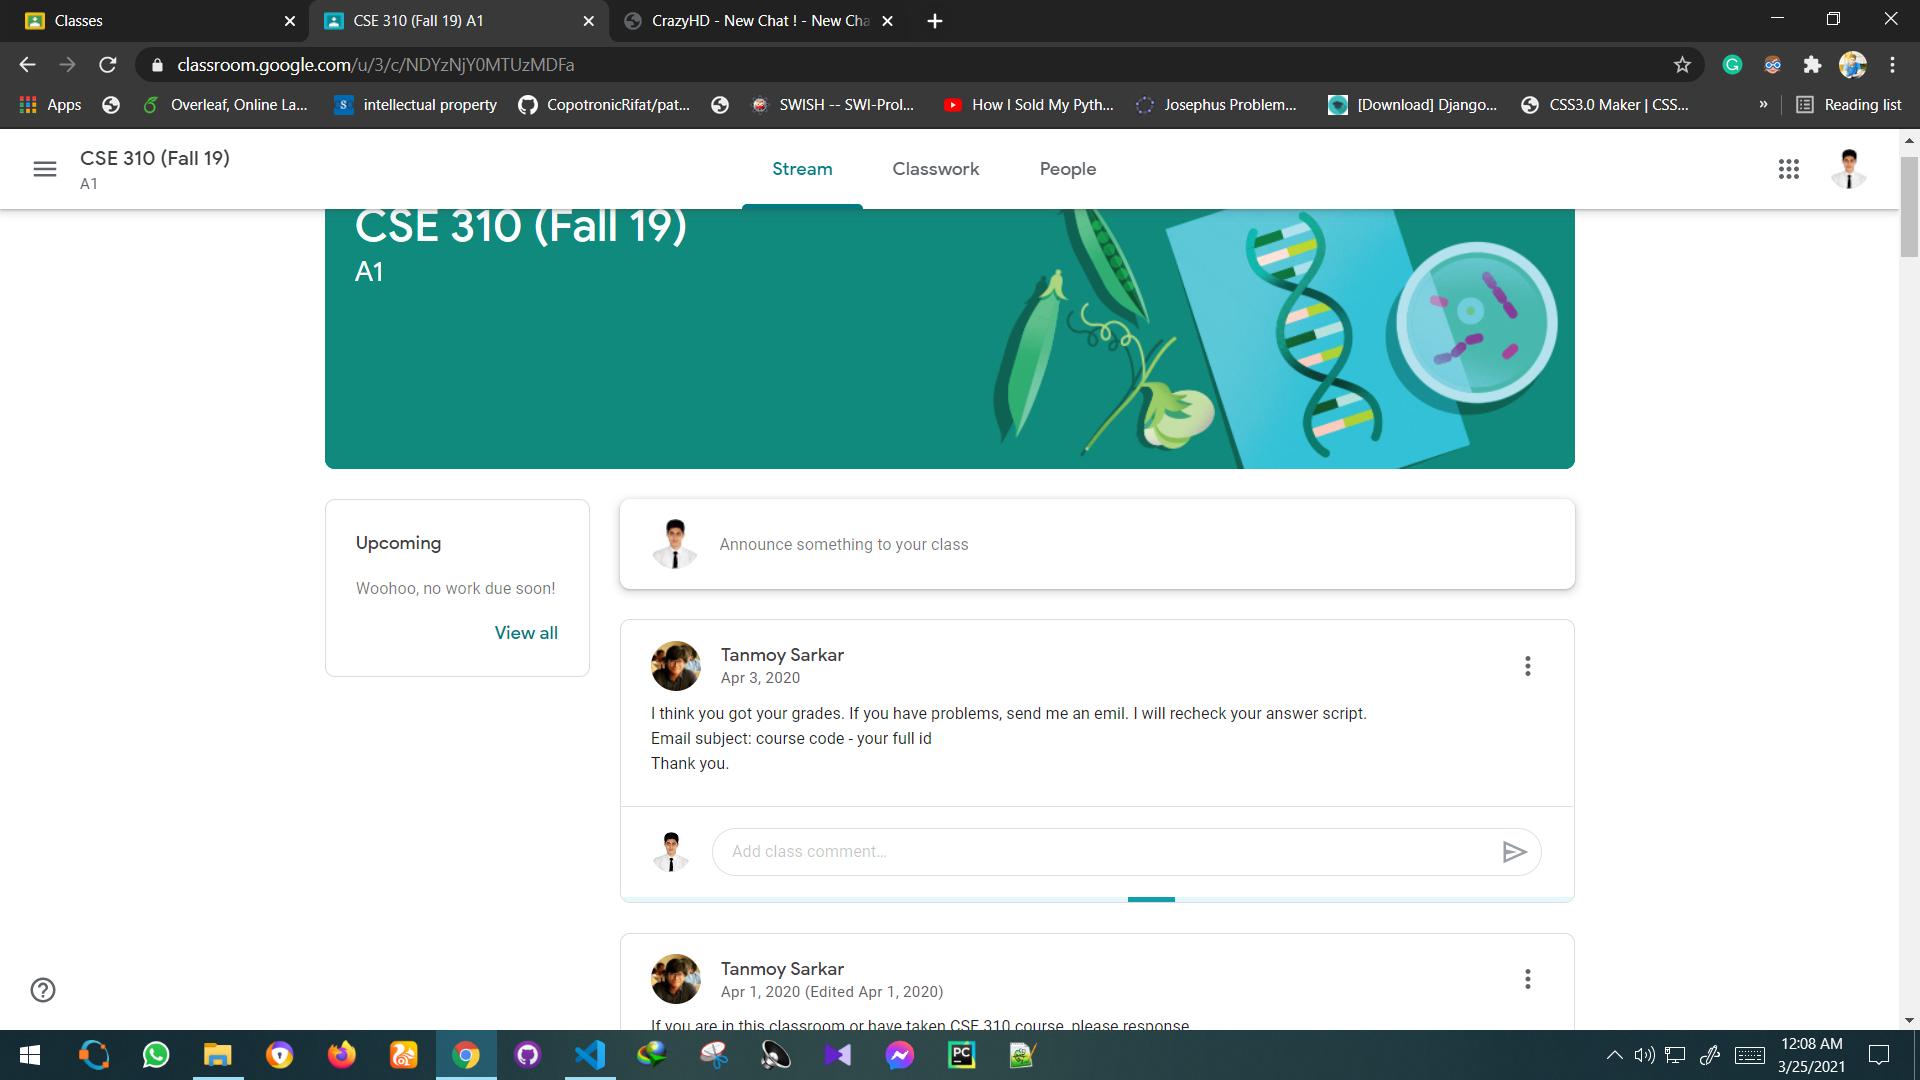 Classes
CSE 310 (Fall 19) A1
CrazyHD - New Chat ! - New Cha
classroom.google.com/u/3/c/NDYzNjY0MTUzMDFa
Apps
Overleaf, Online La...
intellectual property
CopotronicRifat/pat...
SWISH -- SWI-Prol...
How I Sold My Pyth...
Josephus Problem...
[Download] Django...
CSS3.0 Maker | CSS...
»
Reading list
CSE 310 (Fall 19)
A1
Stream
Classwork
People
CSE 310 (Fall 19)
A1
Upcoming
Woohoo, no work due soon!
View all
Announce something to your class
Tanmoy Sarkar
Apr 3, 2020
I think you got your grades. If you have problems, send me an emil. I will recheck your answer script.
Email subject: course code - your full id
Thank you.
Add class comment...
Tanmoy Sarkar
Apr 1, 2020 (Edited Apr 1, 2020)
If you are in this classroom or have taken CSE 310 course, please response
12:08 AM
3/25/2021